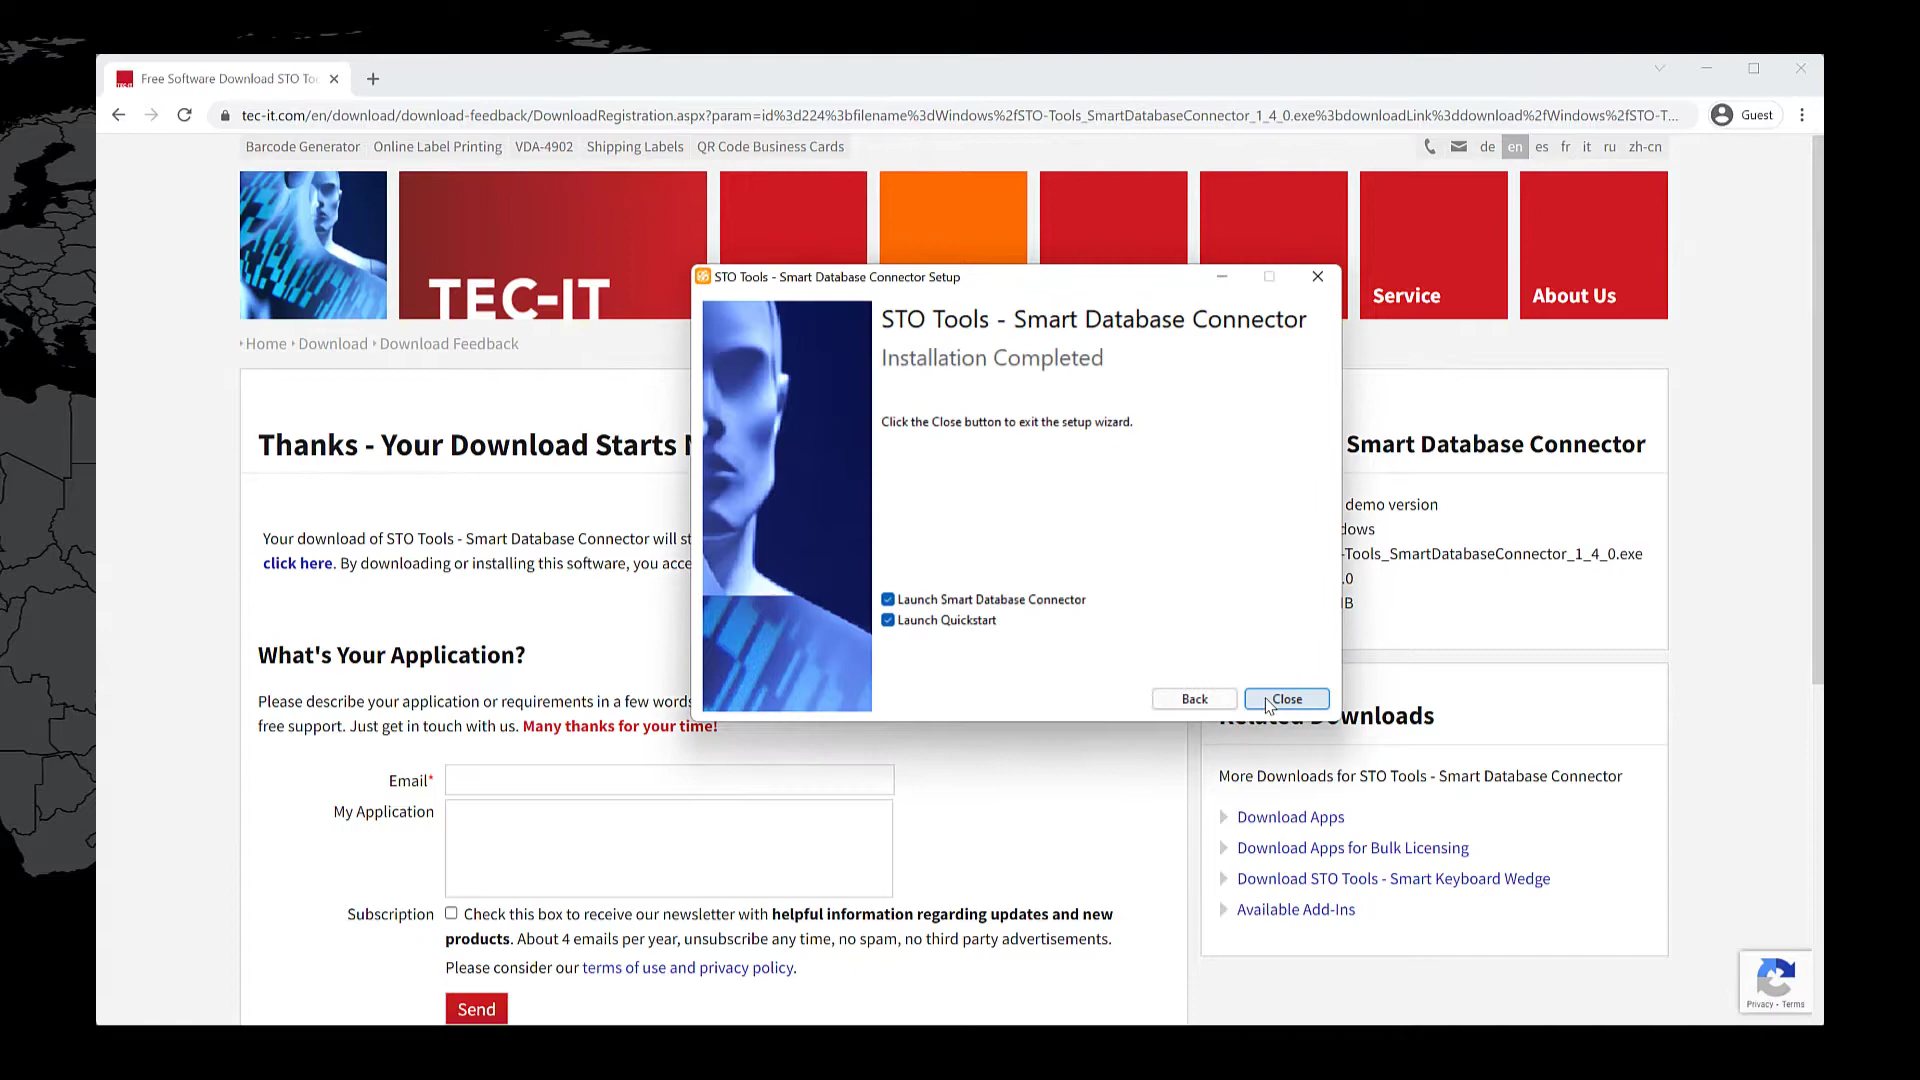 Free Software Download STO Too
tec-it.com/en/download/download-feedback/DownloadRegistration.aspx?param=id%3d224%3bfilename%3dWindows%2fSTO-Tools_SmartDatabaseConnector_1_4_0.exe%3bdownloadLink%3ddownload%2fWindows%2fSTO-T...
Guest
Barcode Generator Online Label Printing VDA-4902 Shipping Labels QR Code Business Cards
de en es fr it ru zh-cn
TEC-IT
Service
About Us
Home Download Download Feedback
STO Tools - Smart Database Connector Setup
STO Tools - Smart Database Connector
Installation Completed
Click the Close button to exit the setup wizard.
Launch Smart Database Connector
Launch Quickstart
Back
Close
Thanks - Your Download Starts
Your download of STO Tools - Smart Database Connector will
click here. By downloading or installing this software, you
What's Your Application?
Please describe your application or requirements in a few words
free support. Just get in touch with us. Many thanks for your time!
Email*
My Application
Subscription
Check this box to receive our newsletter with helpful information regarding updates and new
products. About 4 emails per year, unsubscribe any time, no spam, no third party advertisements.
Please consider our terms of use and privacy policy.
Send
Smart Database Connector
demo version
-Tools_SmartDatabaseConnector_1_4_0.exe
.0
Related Downloads
More Downloads for STO Tools - Smart Database Connector
Download Apps
Download Apps for Bulk Licensing
Download STO Tools - Smart Keyboard Wedge
Available Add-Ins
Privacy - Terms